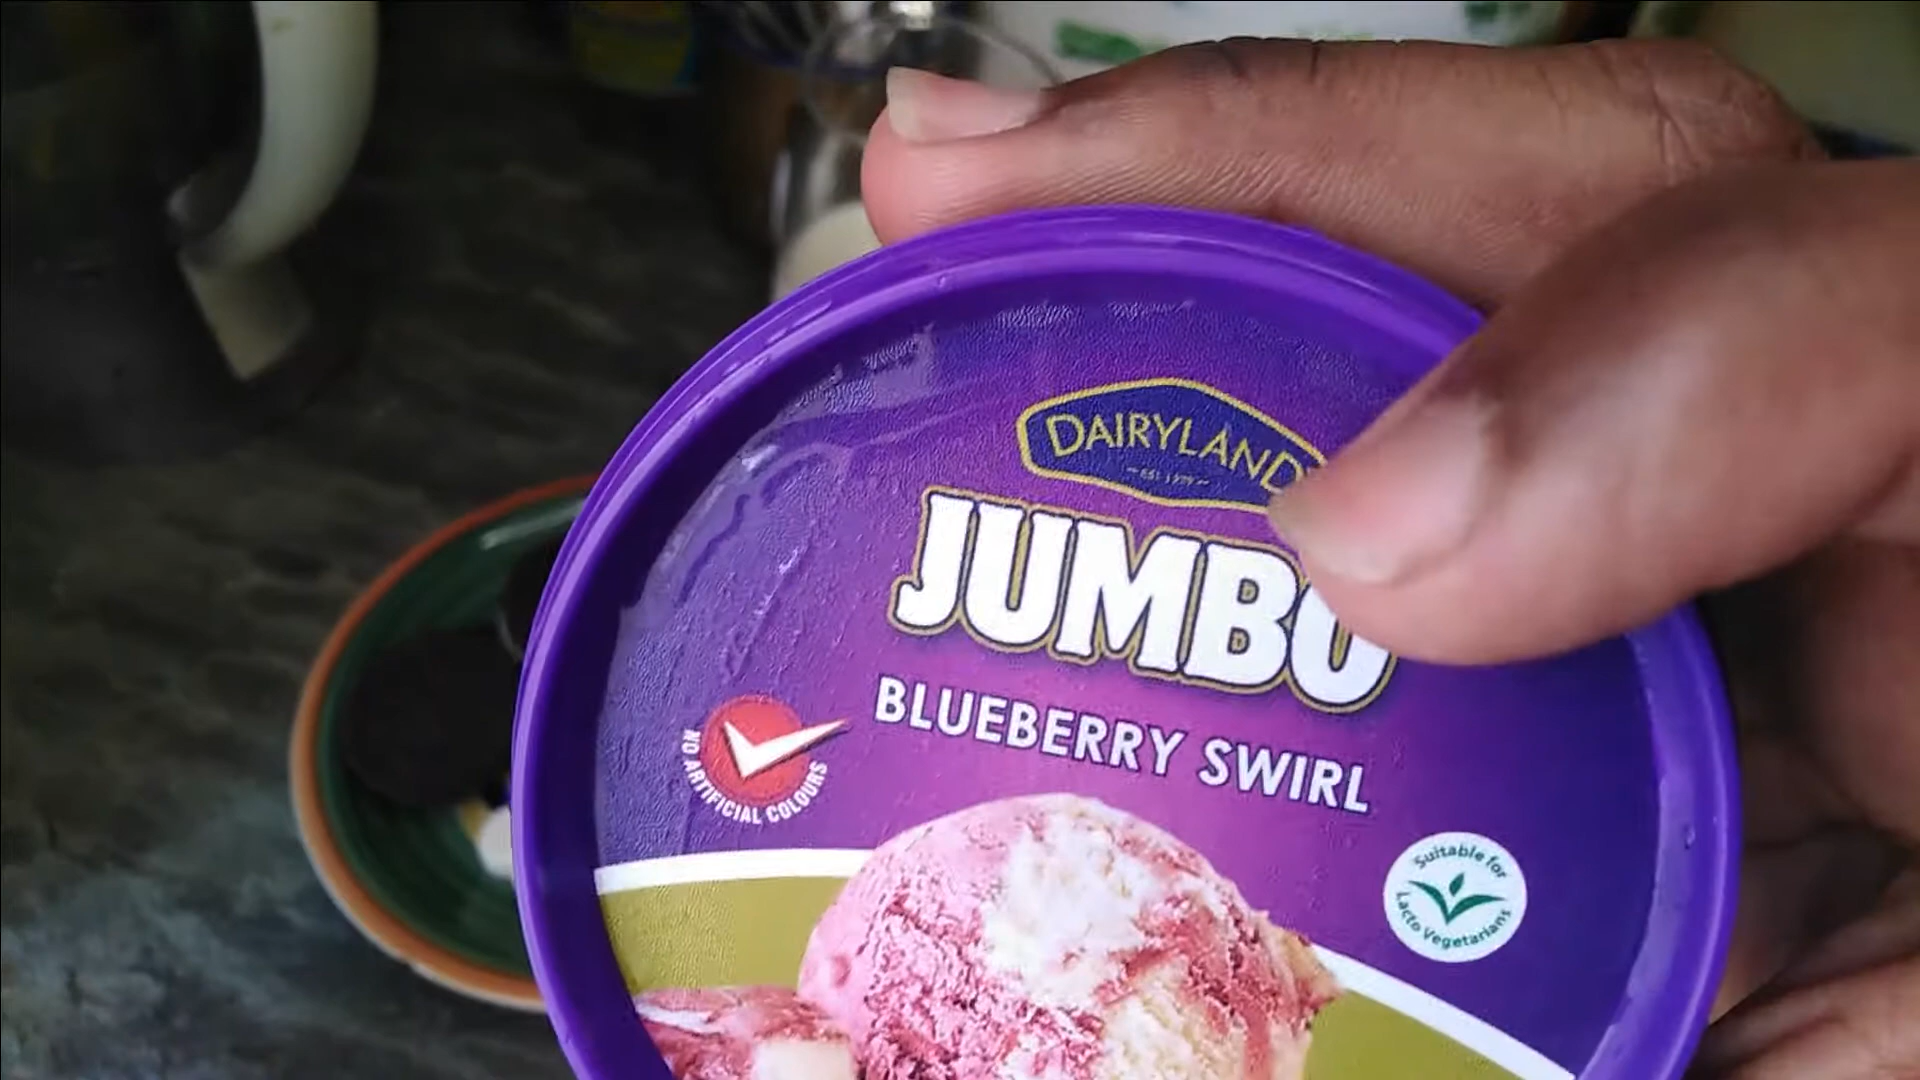 DAIRYLAND
JUMBO
BLUEBERRY SWIRL
NO ARTIFICIAL COLOURS
Suitable for
Lacto Vegetarians